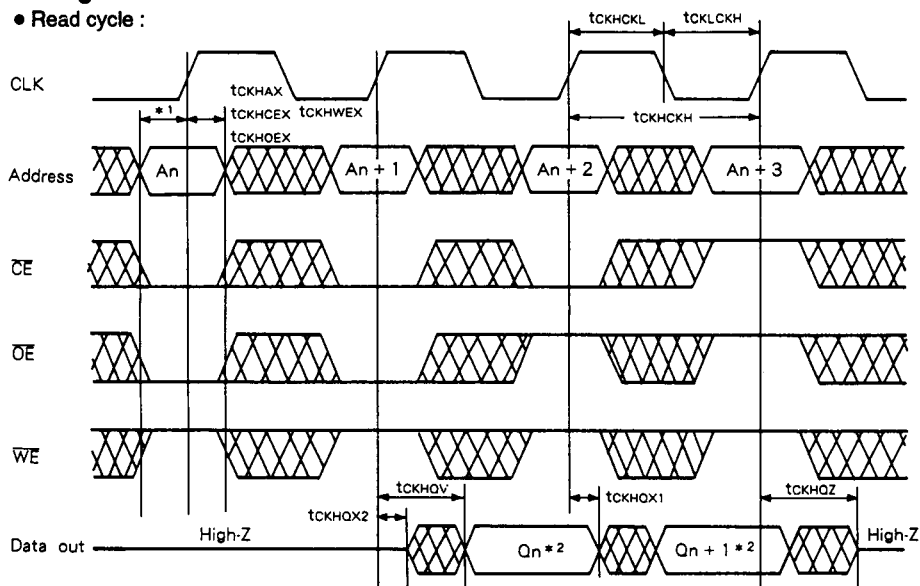 • Read cycle :
tCKHCKL tCKLCKH
CLK
tCKHAX
*1 tCKHCEX tCKHWEX tCKHCKH
tCKHOEX
Address An An + 1 An + 2 An + 3
CE
OE
WE
tCKHQV tCKHQX1 tCKHQZ
tCKHQX2
Data out High-Z Qn*2 Qn + 1*2 High-Z